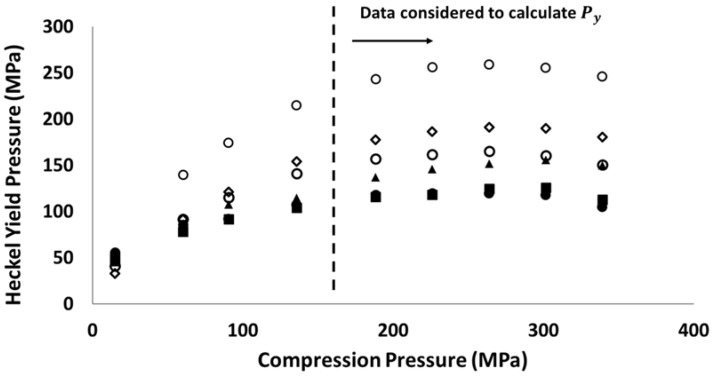 Data considered to calculate P_y
300
250
200
150
100
50
0
Heckel Yield Pressure (MPa)
0 100 200 300 400
Compression Pressure (MPa)